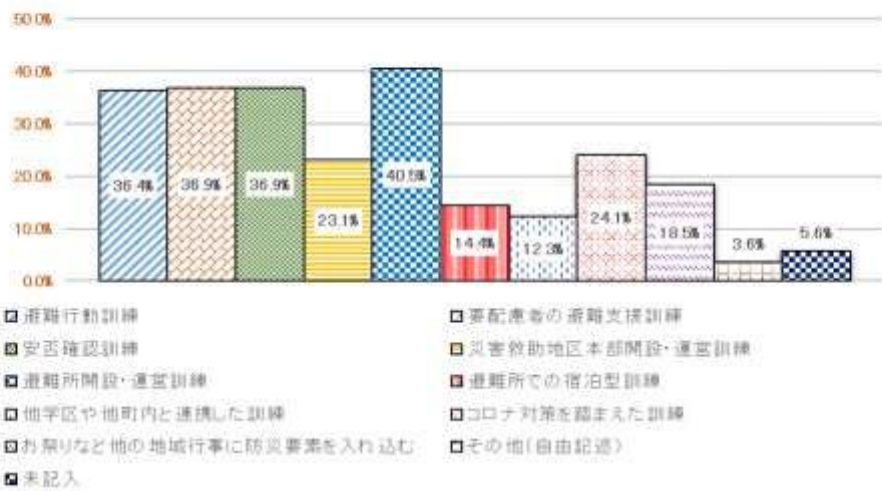 50.0%
40.0%
30.0%
20.0%
10.0%
0.0%
36.4%
36.9%
36.9%
23.1%
40.5%
14.4%
12.3%
24.1%
18.5%
3.6%
5.6%
避難行動訓練
要配慮者の避難支援訓練
安否確認訓練
災害救助地区本部開設・運営訓練
避難所開設・運営訓練
避難所での宿泊型訓練
他学区や他町内と連携した訓練
コロナ対策を踏まえた訓練
お祭りなど他の地域行事に防災要素を入れ込む
その他(自由記述)
未記入